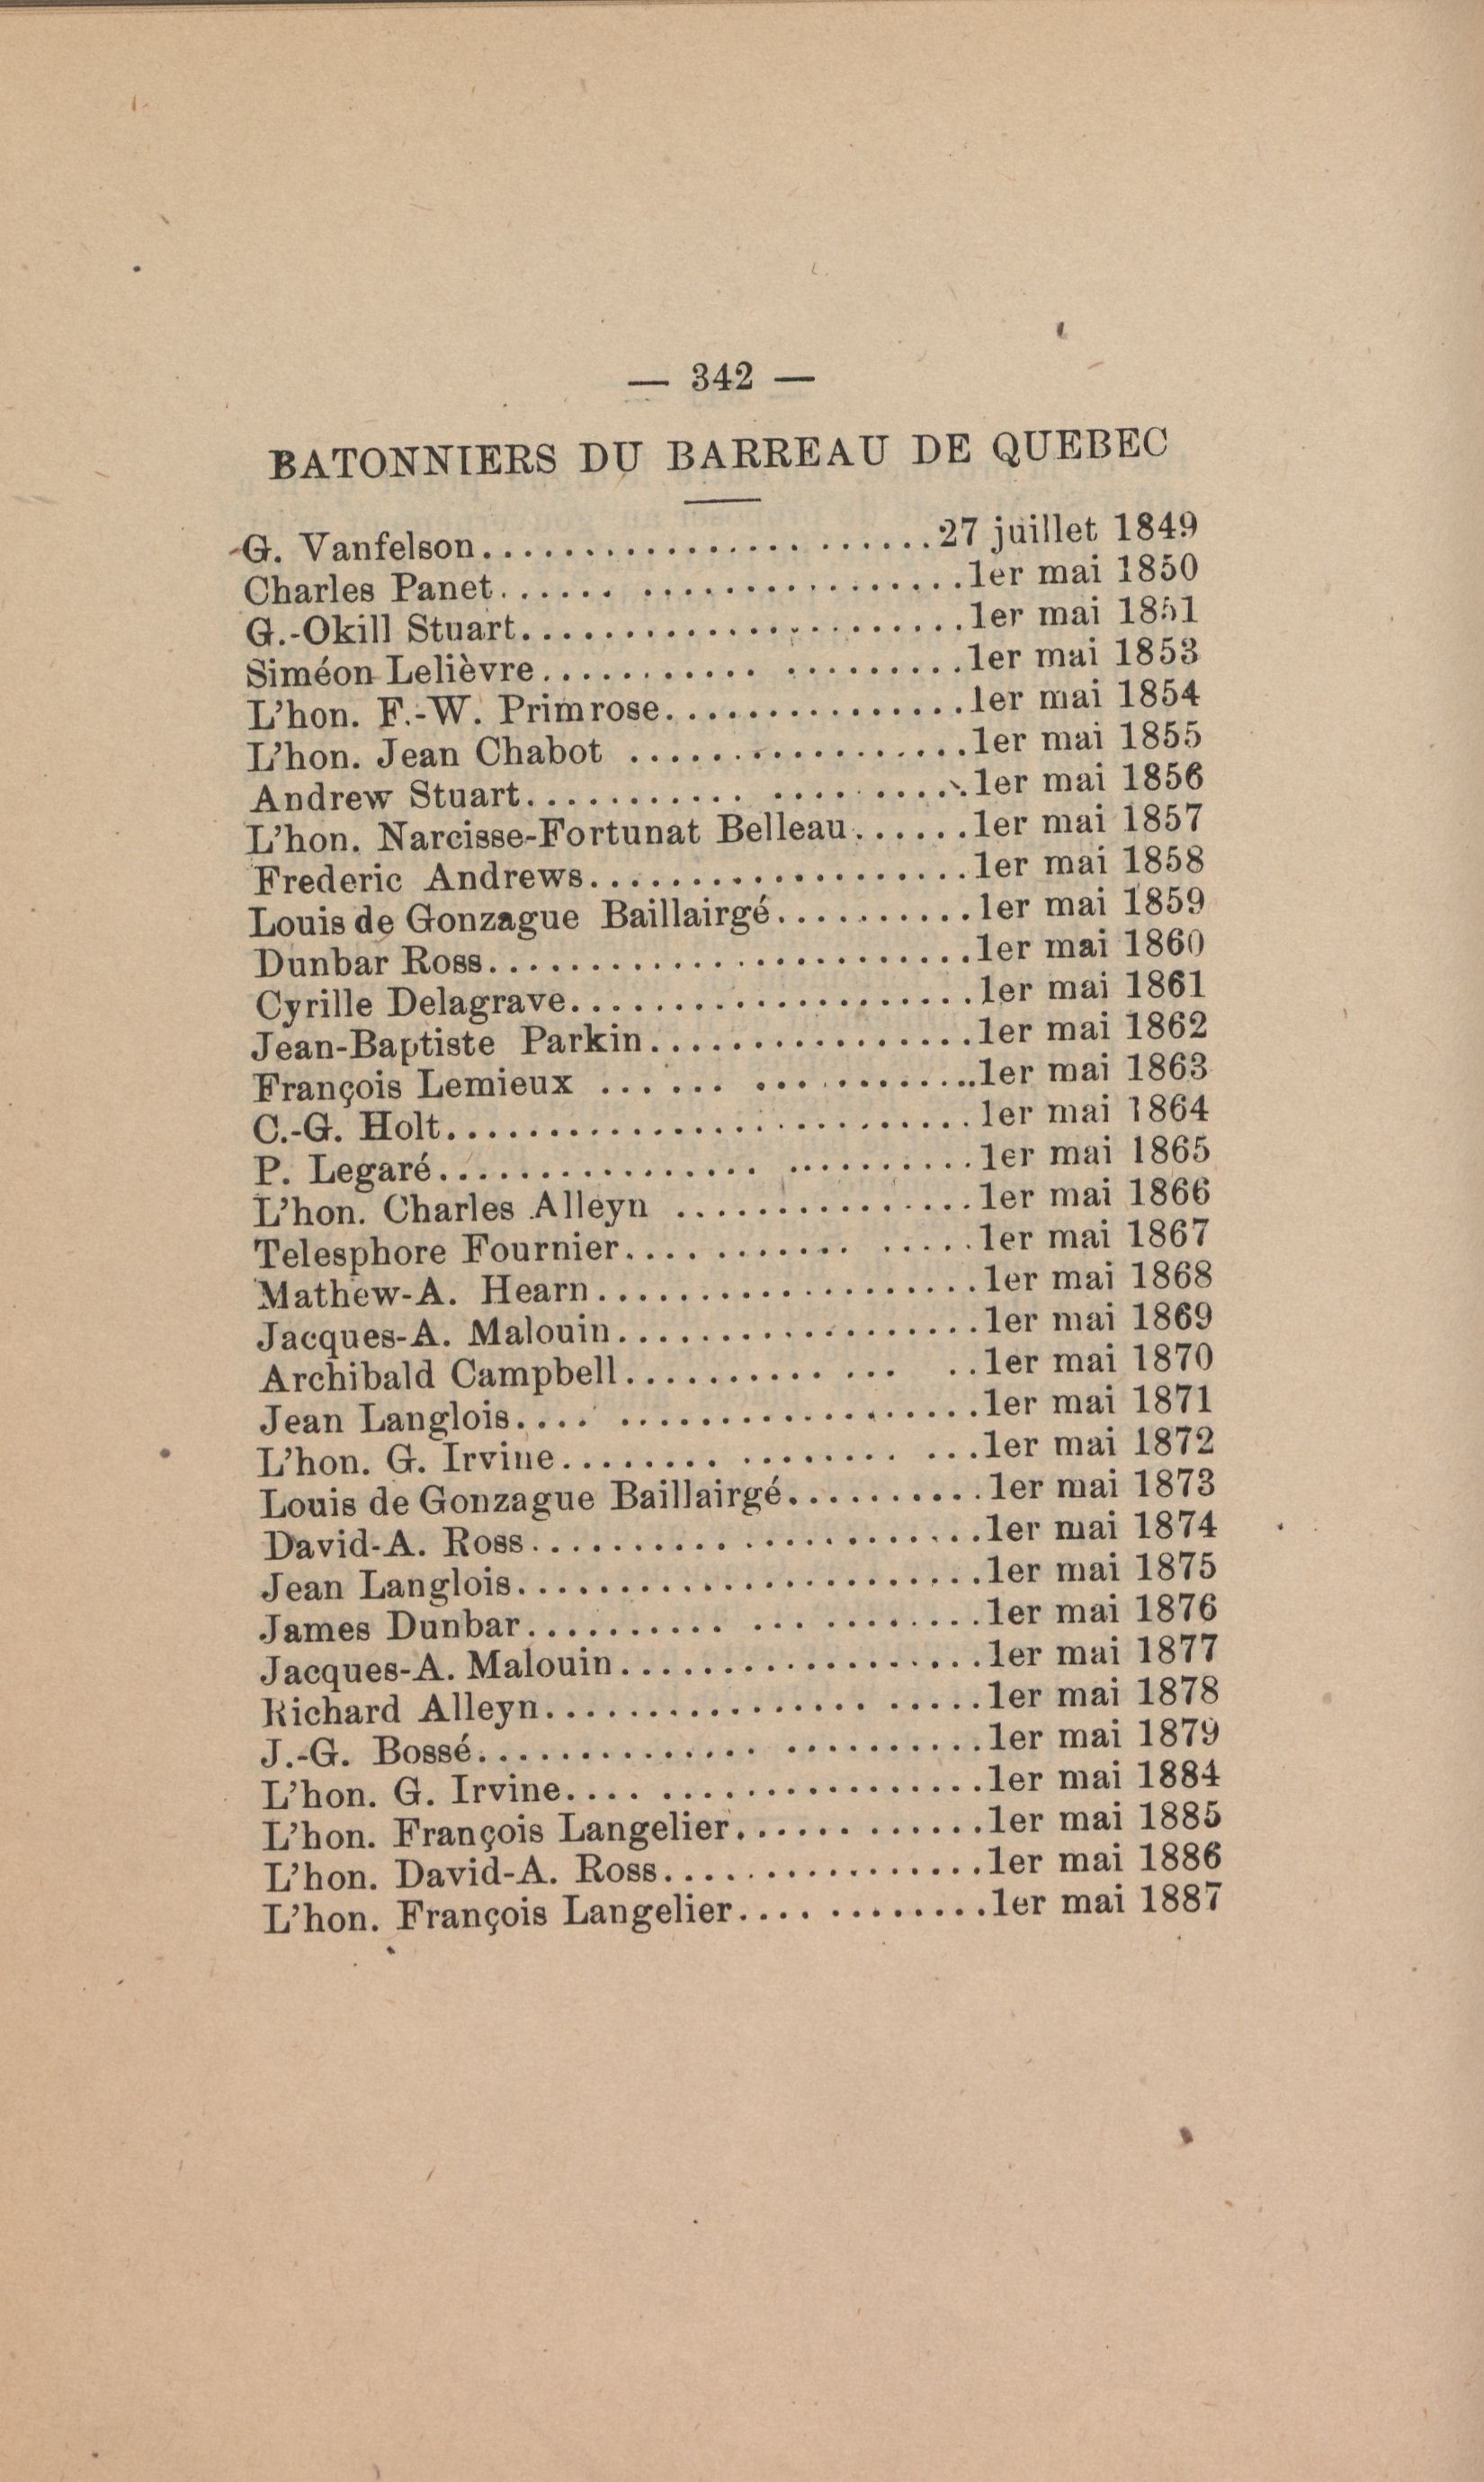 — 342 —
BATONNIERS DU BARREAU DE QUEBEC
G. Vanfelson........................27 juillet 1849
Charles Panet........................1er mai 1850
G.-Okill Stuart........................1er mai 1851
Siméon Lelièvre........................1er mai 1853
L'hon. F.-W. Primrose...............1er mai 1854
L'hon. Jean Chabot .................1er mai 1855
Andrew Stuart......................1er mai 1856
L'hon. Narcisse-Fortunat Belleau......1er mai 1857
Frederic Andrews...................1er mai 1858
Louis de Gonzague Baillairgé..........1er mai 1859
Dunbar Ross........................1er mai 1860
Cyrille Delagrave....................1er mai 1861
Jean-Baptiste Parkin................1er mai 1862
François Lemieux ..................1er mai 1863
C.-G. Holt..........................1er mai 1864
P. Legaré..........................1er mai 1865
L'hon. Charles Alleyn ...............1er mai 1866
Telesphore Fournier................1er mai 1867
Mathew-A. Hearn...................1er mai 1868
Jacques-A. Malouin..................1er mai 1869
Archibald Campbell...............1er mai 1870
Jean Langlois......................1er mai 1871
L'hon. G. Irvine...................1er mai 1872
Louis de Gonzague Baillairgé..........1er mai 1873
David-A. Ross......................1er mai 1874
Jean Langlois.......................1er mai 1875
James Dunbar.....................1er mai 1876
Jacques-A. Malouin..................1er mai 1877
Richard Alleyn.....................1er mai 1878
J.-G. Bossé........................1er mai 1879
L'hon. G. Irvine....................1er mai 1884
L'hon. François Langelier............1er mai 1885
L'hon. David-A. Ross................1er mai 1886
L'hon. François Langelier............1er mai 1887